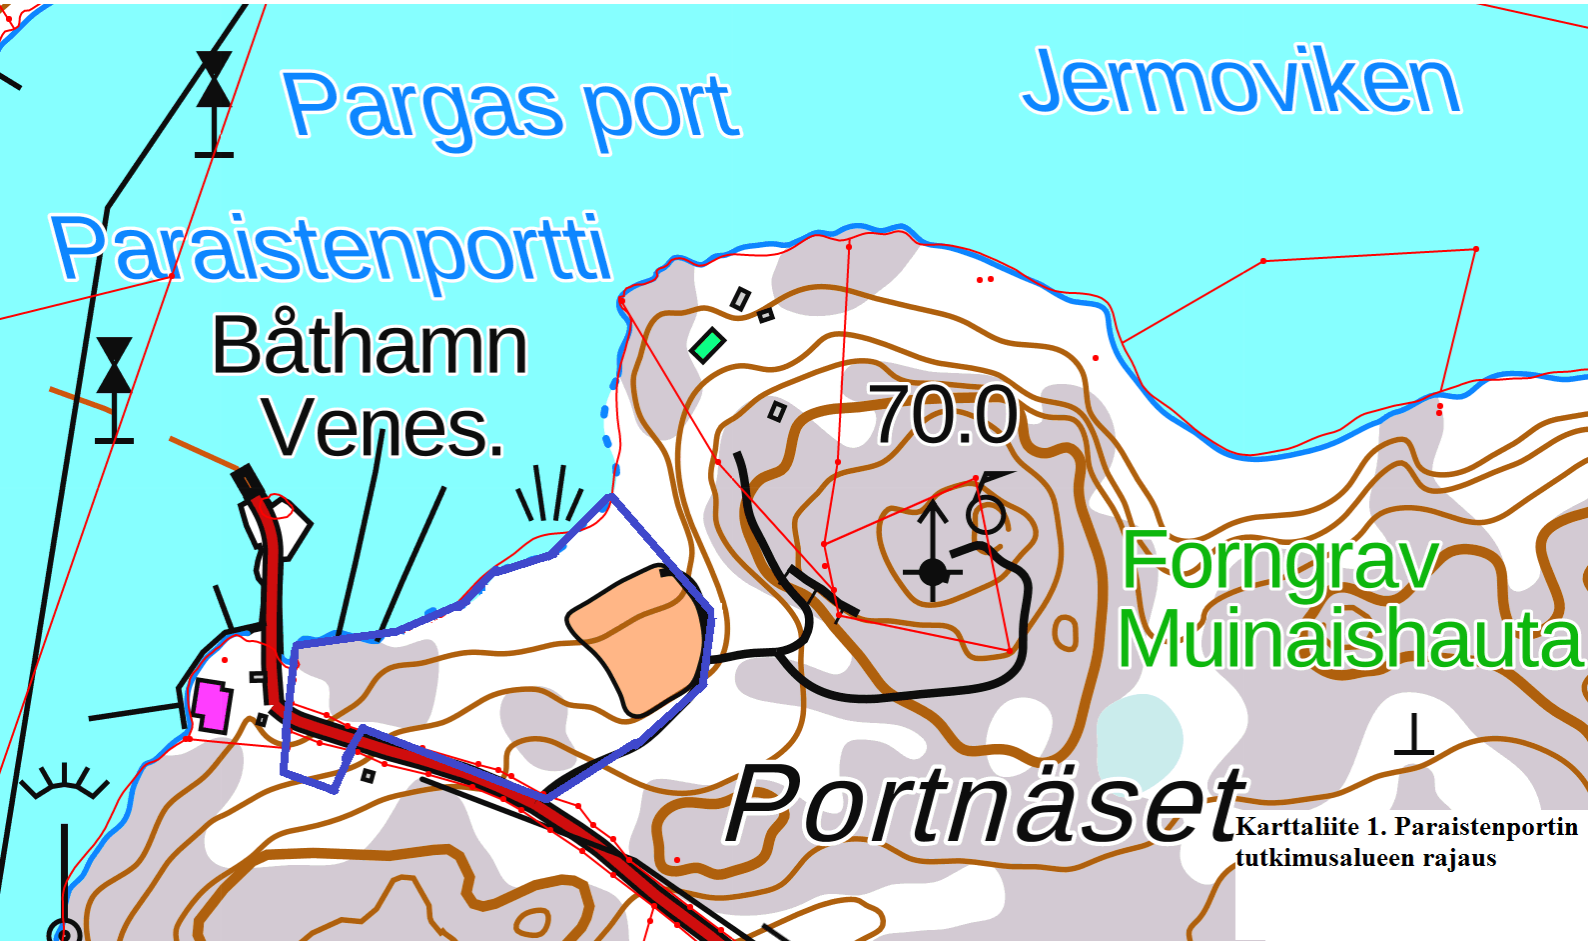 Pargas port
Jermoviken
Paraistenportti
Båthamn
Venes.
70.0
Forngrav
Muinaishauta
Portnäset
Karttaliite 1. Paraistenportin
tutkimusalueen rajaus